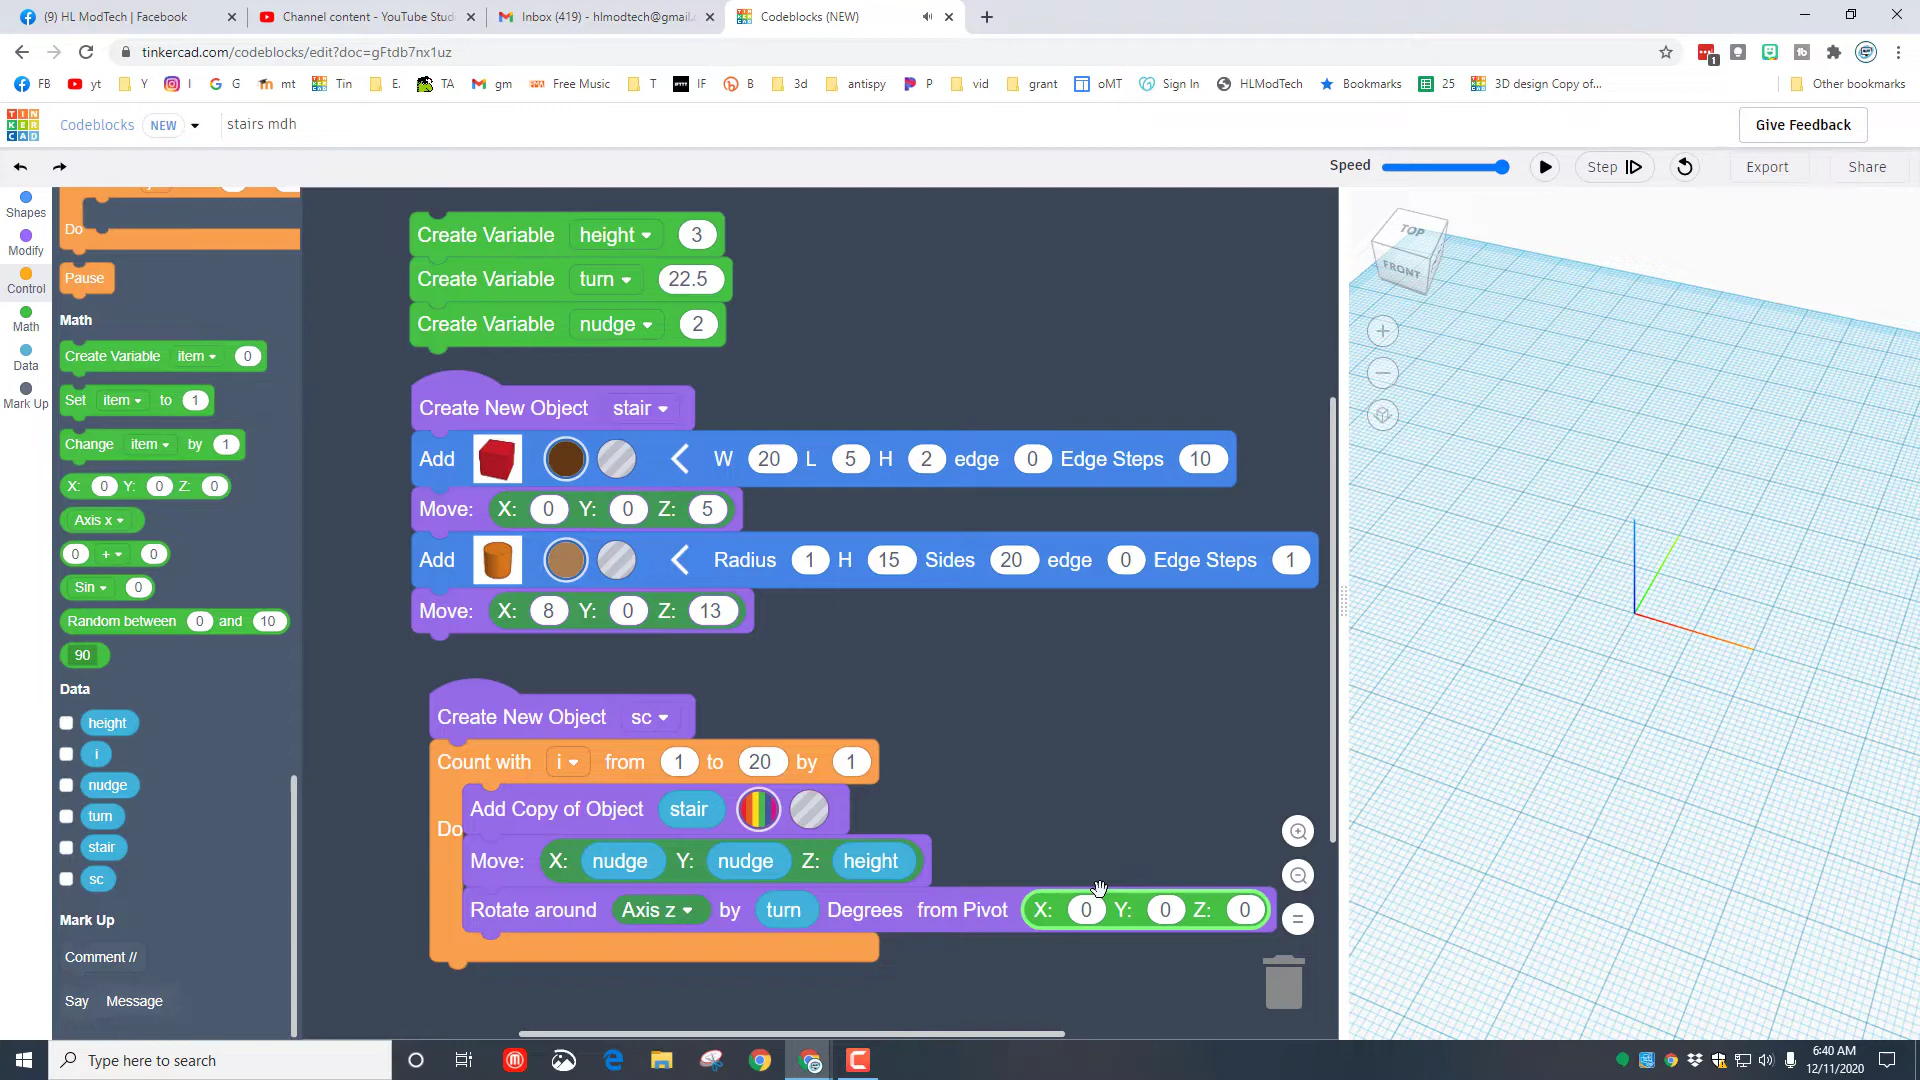 (9) HL ModTech | Facebook
Channel content - YouTube Stud
Inbox (419) - hlmodtech@gmail.c
Codeblocks (NEW)
tinkercad.com/codeblocks/edit?doc=gFtdb7nx1uz
FB
yt
Y
I
G
mt
Tin
E.
TA
gm
Free Music
T
IF
B
3d
antispy
P
vid
grant
oMT
Sign In
HLModTech
Bookmarks
25
3D design Copy of...
Other bookmarks
TIN
KER
CAD
Codeblocks NEW
stairs mdh
Give Feedback
Speed
Step
Export
Share
Shapes
Modify
Control
Math
Data
Mark Up
Do
Pause
Math
Create Variable item 0
Set item to 1
Change item by 1
X: 0 Y: 0 Z: 0
Axis x
0 + 0
Sin 0
Random between 0 and 10
90
Data
height
i
nudge
turn
stair
sc
Mark Up
Comment //
Say Message
Create Variable height 3
Create Variable turn 22.5
Create Variable nudge 2
Create New Object stair
Add W 20 L 5 H 2 edge 0 Edge Steps 10
Move: X: 0 Y: 0 Z: 5
Add Radius 1 H 15 Sides 20 edge 0 Edge Steps 1
Move: X: 8 Y: 0 Z: 13
Create New Object sc
Count with i from 1 to 20 by 1
Add Copy of Object stair
Do
Move: X: nudge Y: nudge Z: height
Rotate around Axis z by turn Degrees from Pivot X: 0 Y: 0 Z: 0
TOP
FRONT
Type here to search
6:40 AM
12/11/2020